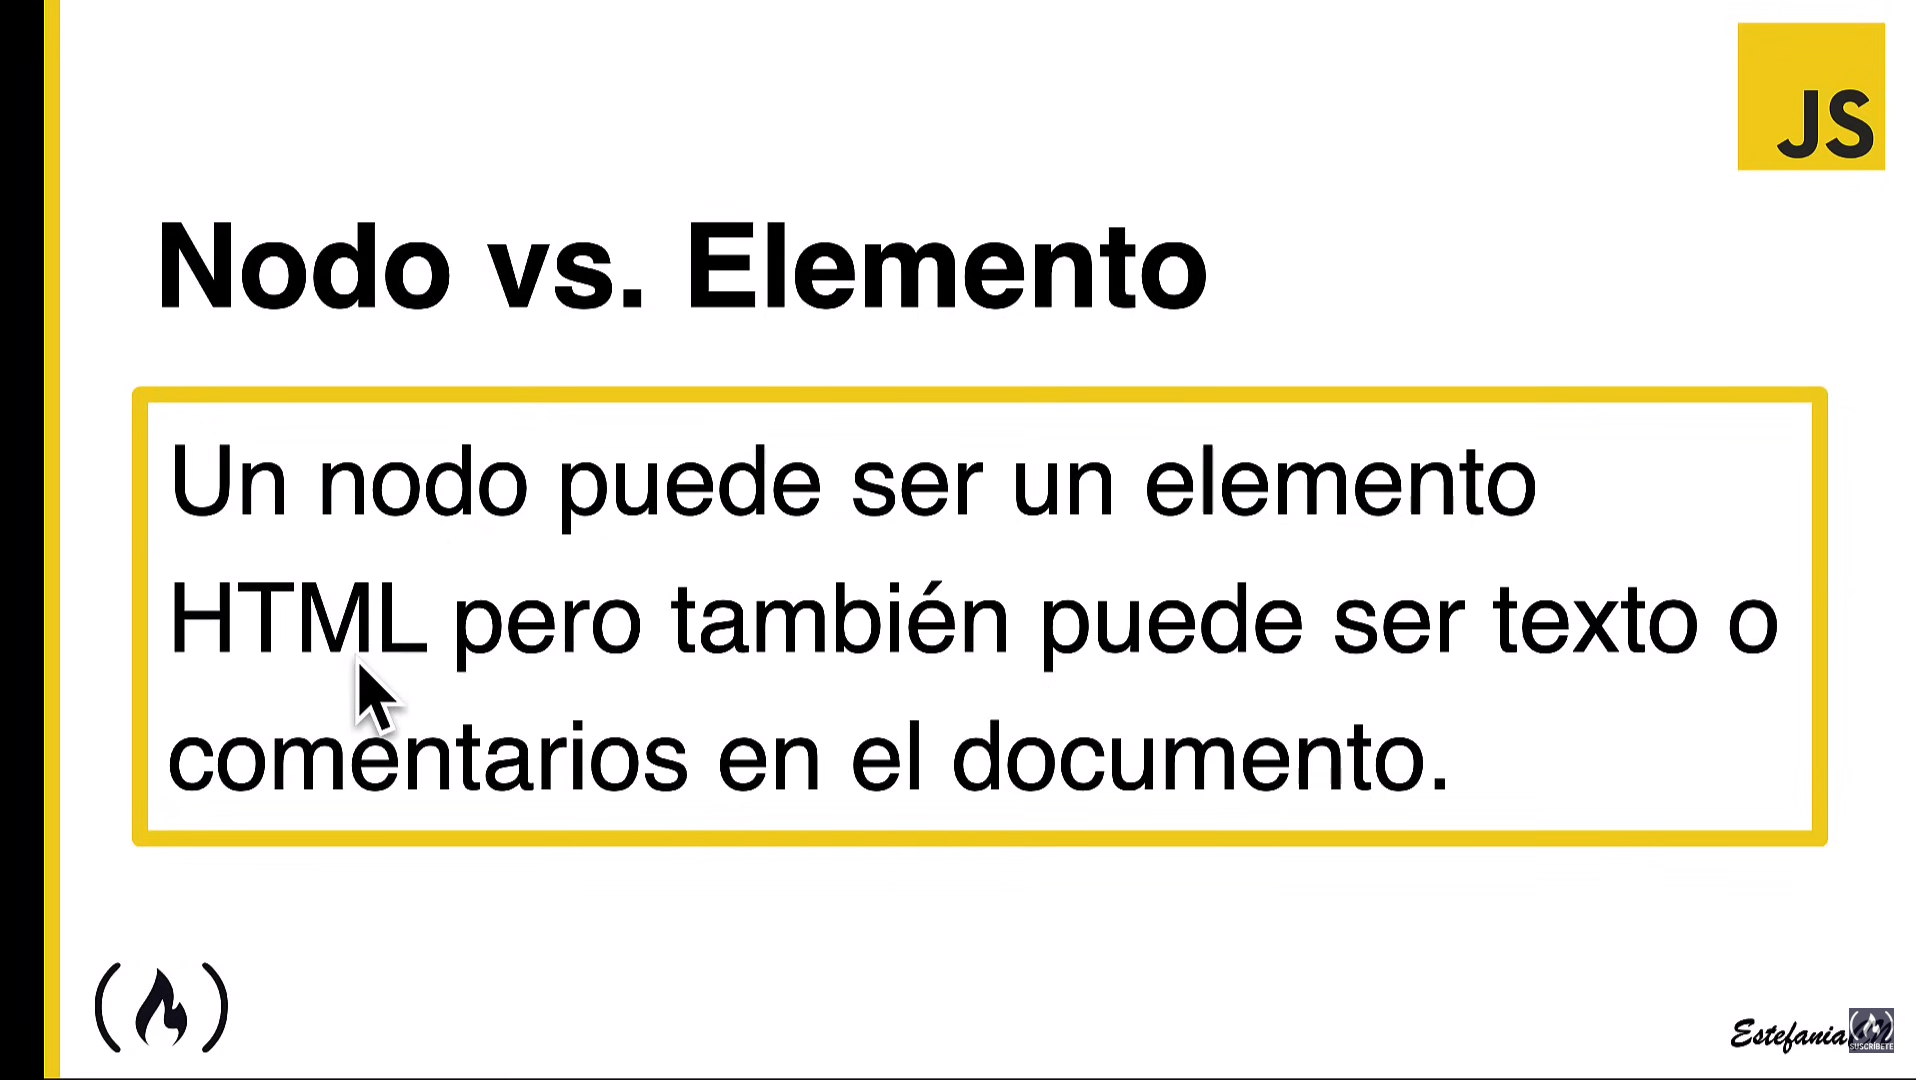 JS
Nodo vs. Elemento
Un nodo puede ser un elemento
HTML pero también puede ser texto o
comentarios en el documento.
Estefania
SUSCRÍBETE